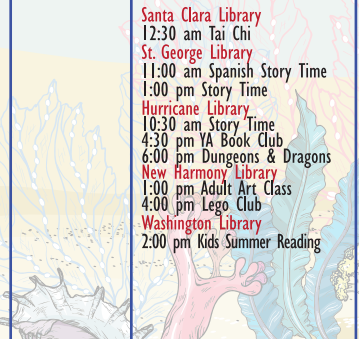 Santa Clara Library
12:30 am Tai Chi
St. George Library
11:00 am Spanish Story Time
1:00 pm Story Time
Hurricane Library
10:30 am Story Time
4:30 pm YA Book Club
6:00 pm Dungeons & Dragons
New Harmony Library
1:00 pm Adult Art Class
4:00 pm Lego Club
Washington Library
2:00 pm Kids Summer Reading